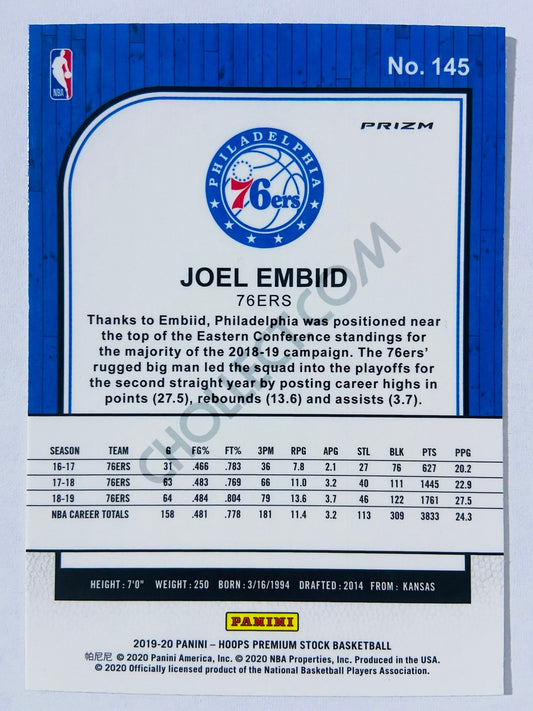 No. 145
NBA
PRIZM
PHILADELPHIA
76ers
JOEL EMBIID
76ERS
Thanks to Embiid, Philadelphia was positioned near
the top of the Eastern Conference standings for
the majority of the 2018-19 campaign. The 76ers'
rugged big man led the squad into the playoffs for
the second straight year by posting career highs in
points (27.5), rebounds (13.6) and assists (3.7).
CHOLLECT.COM
SEASON TEAM G FG% FT% 3PM RPG APG STL BLK PTS PPG
16-17 76ERS 31 .466 .783 36 7.8 2.1 27 76 627 20.2
17-18 76ERS 63 .483 .769 66 11.0 3.2 40 111 1445 22.9
18-19 76ERS 64 .484 .804 79 13.6 3.7 46 122 1761 27.5
NBA CAREER TOTALS 158 .481 .778 181 11.4 3.2 113 309 3833 24.3
HEIGHT: 7'0" WEIGHT: 250 BORN: 3/16/1994 DRAFTED: 2014 FROM: KANSAS
PANINI
2019-20 PANINI – HOOPS PREMIUM STOCK BASKETBALL
帕尼尼 © 2020 Panini America, Inc. © 2020 NBA Properties, Inc. Produced in the USA.
© 2020 Officially licensed product of the National Basketball Players Association.